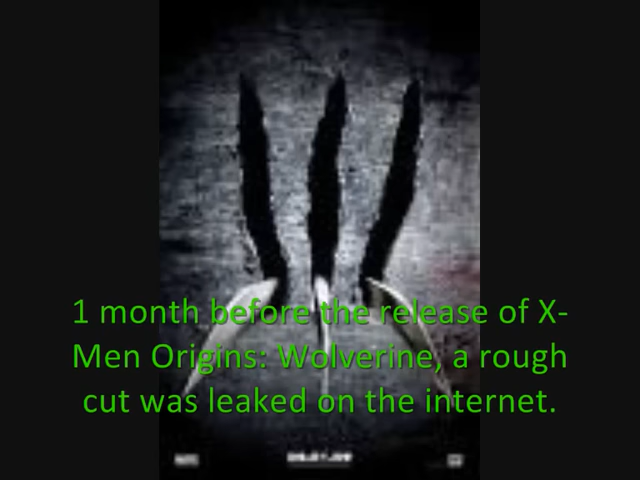 1 month before the release of X-
Men Origins: Wolverine, a rough
cut was leaked on the internet.